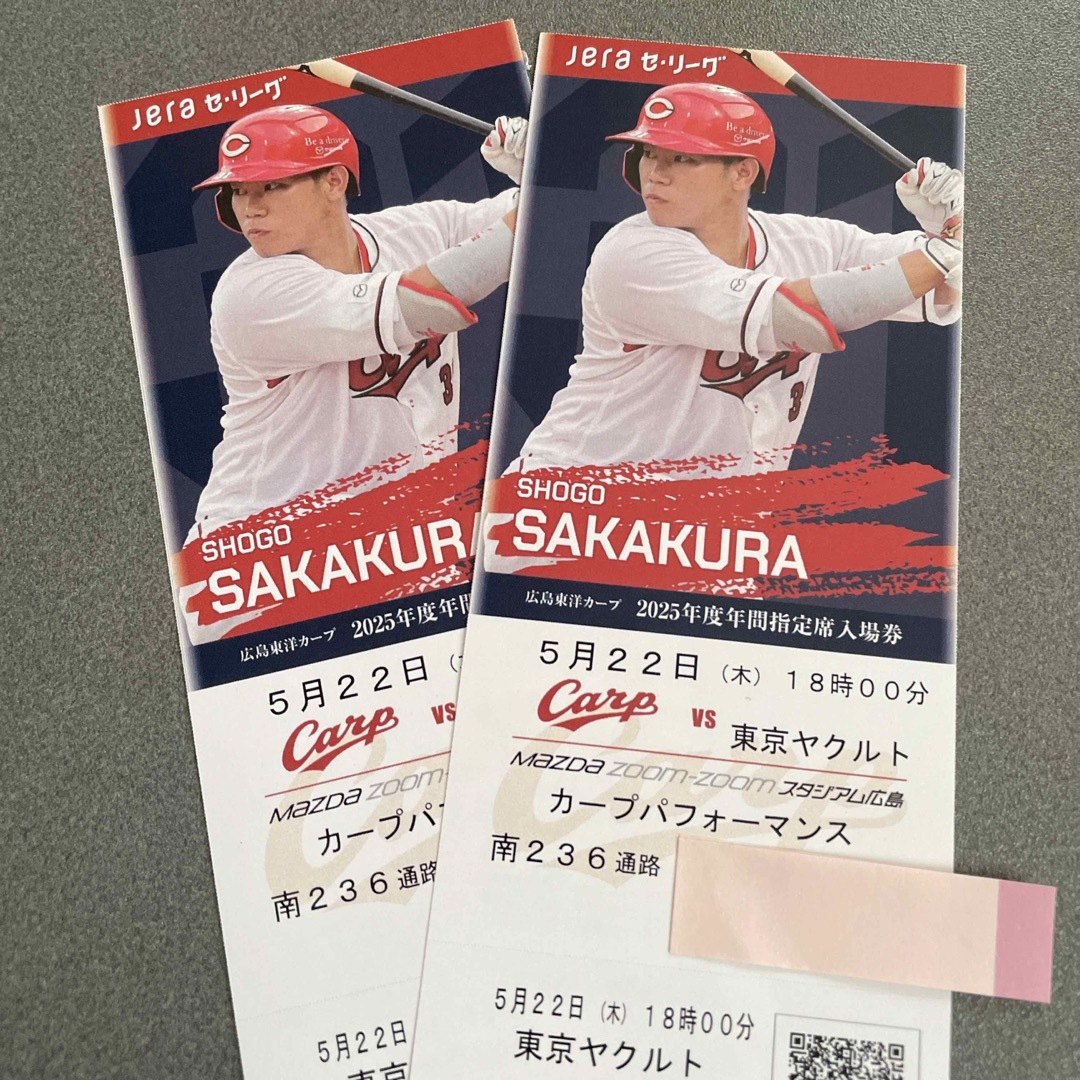 Jera セ・リーグ
Be a driver.
Carp
3
SHOGO
SAKAKURA
広島東洋カープ 2025年度年間
5月22日
Carp vs
mazda zoom-
カープパ
南236通路
5月22日
東京
Jera セ・リーグ
Be a driver.
3
SHOGO
SAKAKURA
広島東洋カープ 2025年度年間指定席入場券
5月22日 (木) 18時00分
Carp vs 東京ヤクルト
mazda zoom-zoom スタジアム広島
カープパフォーマンス
南236通路
5月22日 (木) 18時00分
東京ヤクルト